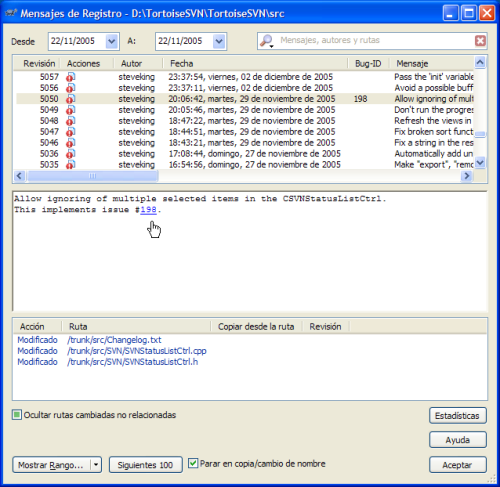 Mensajes de Registro - D:\TortoiseSVN\TortoiseSVN\src
Desde 22/11/2005 A: 22/11/2005 Mensajes, autores y rutas
Revisión Acciones Autor Fecha Bug-ID Mensaje
5057 steveking 23:37:54, viernes, 02 de diciembre de 2005 Pass the 'init' variable
5056 steveking 23:37:11, viernes, 02 de diciembre de 2005 Avoid a possible buff
5050 steveking 20:06:42, martes, 29 de noviembre de 2005 198 Allow ignoring of mult
5049 steveking 20:05:46, martes, 29 de noviembre de 2005 Don't run the progres
5048 steveking 18:47:22, martes, 29 de noviembre de 2005 Refresh the views in
5047 steveking 18:44:51, martes, 29 de noviembre de 2005 Fix broken sort funct
5046 steveking 18:43:21, martes, 29 de noviembre de 2005 Fix a string in the res
5036 steveking 17:08:44, domingo, 27 de noviembre de 2005 Automatically add un
5035 steveking 16:54:56, domingo, 27 de noviembre de 2005 Make "export", "remo
Allow ignoring of multiple selected items in the CSVNStatusListCtrl.
This implements issue #198.
Acción Ruta Copiar desde la ruta Revisión
Modificado /trunk/src/Changelog.txt
Modificado /trunk/src/SVN/SVNStatusListCtrl.cpp
Modificado /trunk/src/SVN/SVNStatusListCtrl.h
Ocultar rutas cambiadas no relacionadas Estadísticas
Ayuda
Mostrar Rango... Siguientes 100 Parar en copia/cambio de nombre Aceptar